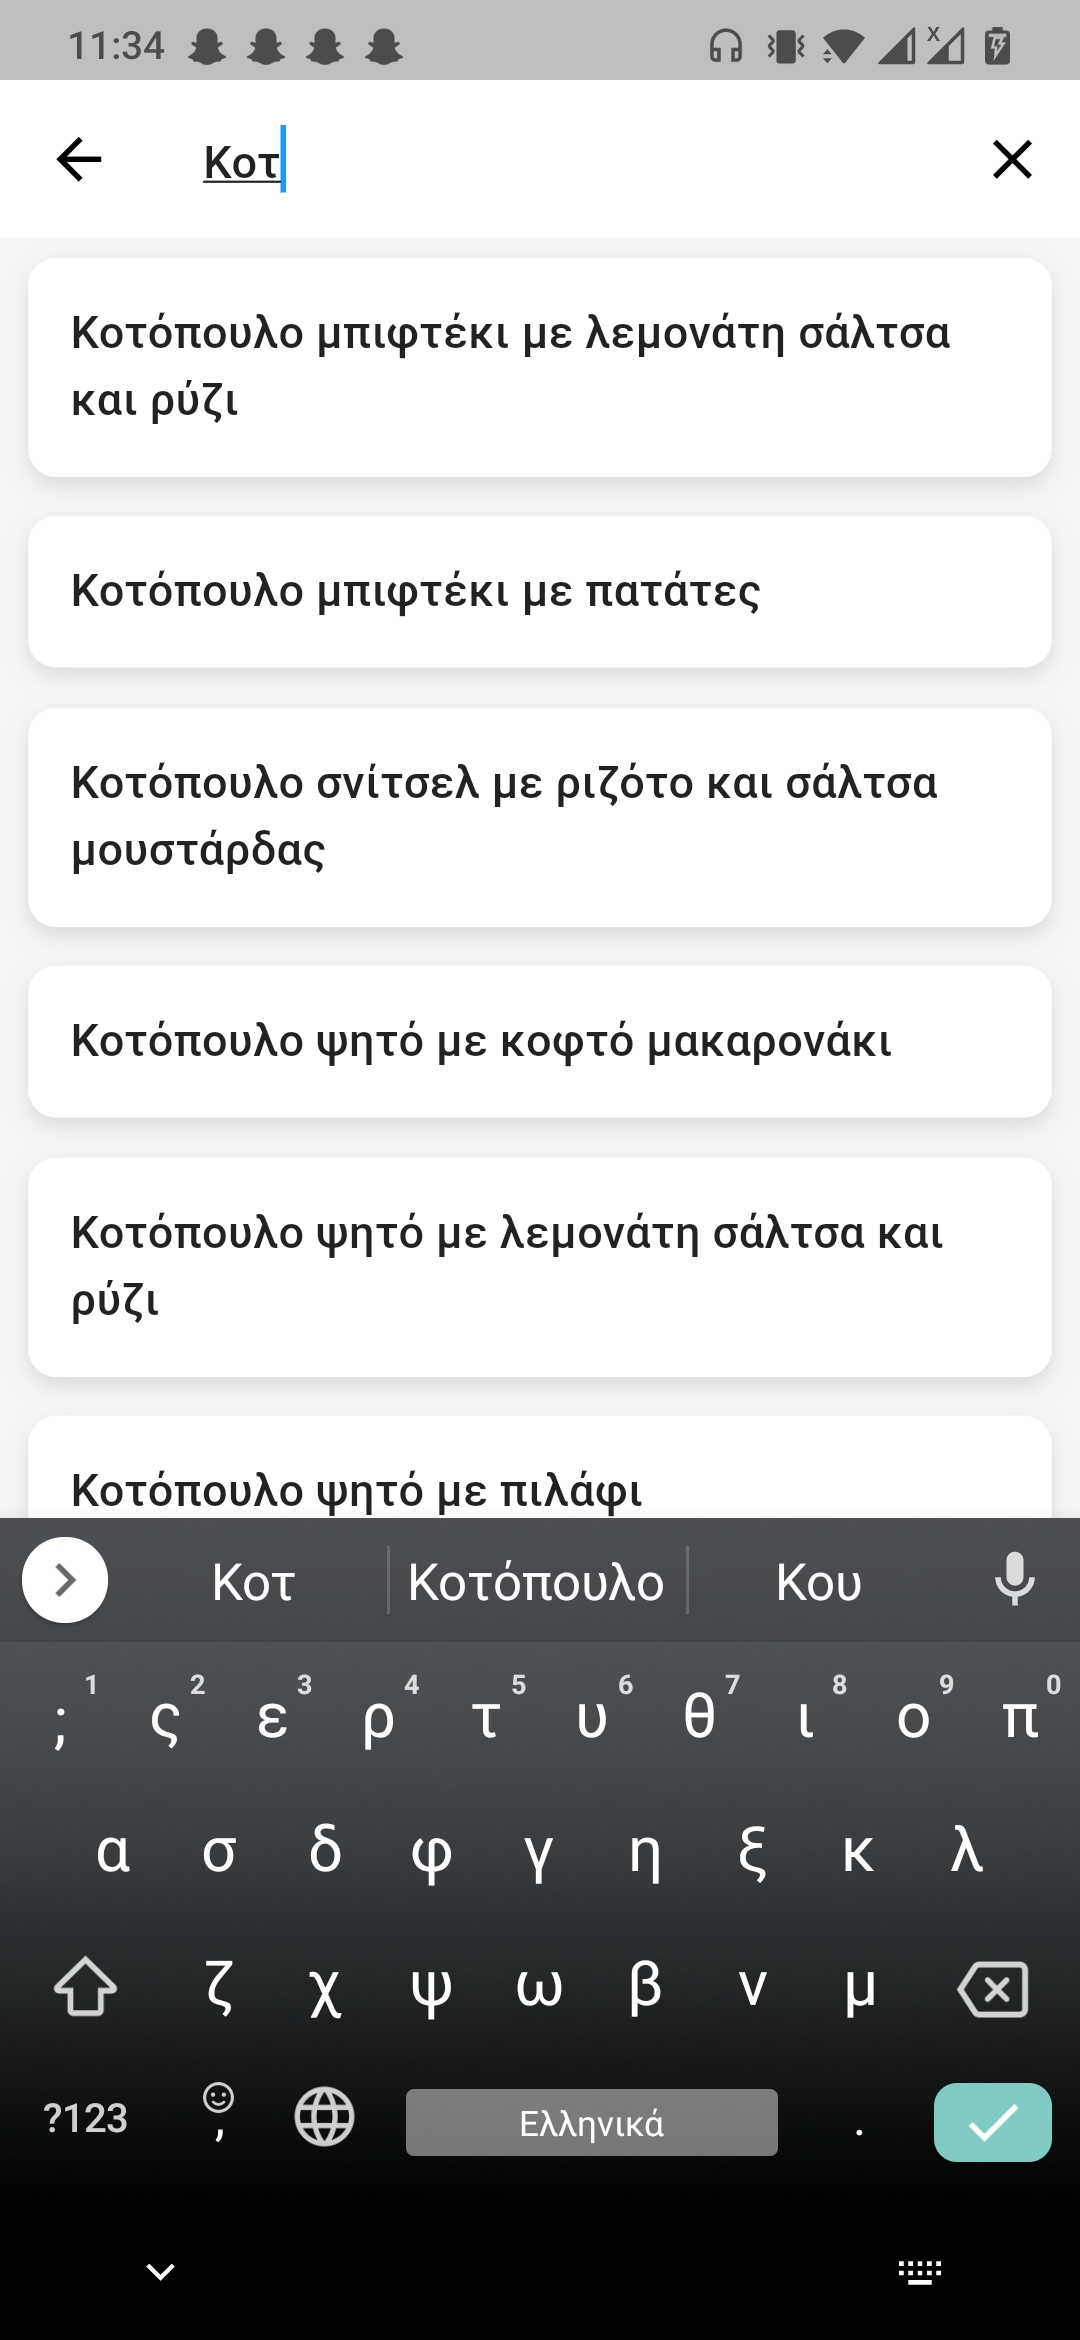 11:34
x
Κοτ
Κοτόπουλο μπιφτέκι με λεμονάτη σάλτσα
και ρύζι
Κοτόπουλο μπιφτέκι με πατάτες
Κοτόπουλο σνίτσελ με ριζότο και σάλτσα
μουστάρδας
Κοτόπουλο ψητό με κοφτό μακαρονάκι
Κοτόπουλο ψητό με λεμονάτη σάλτσα και
ρύζι
Κοτόπουλο ψητό με πιλάφι
Κοτ Κοτόπουλο Κου
1 2 3 4 5 6 7 8 9 0
; ς ε ρ τ υ θ ι ο π
α σ δ φ γ η ξ κ λ
ζ χ ψ ω β ν μ
?123 , Ελληνικά .